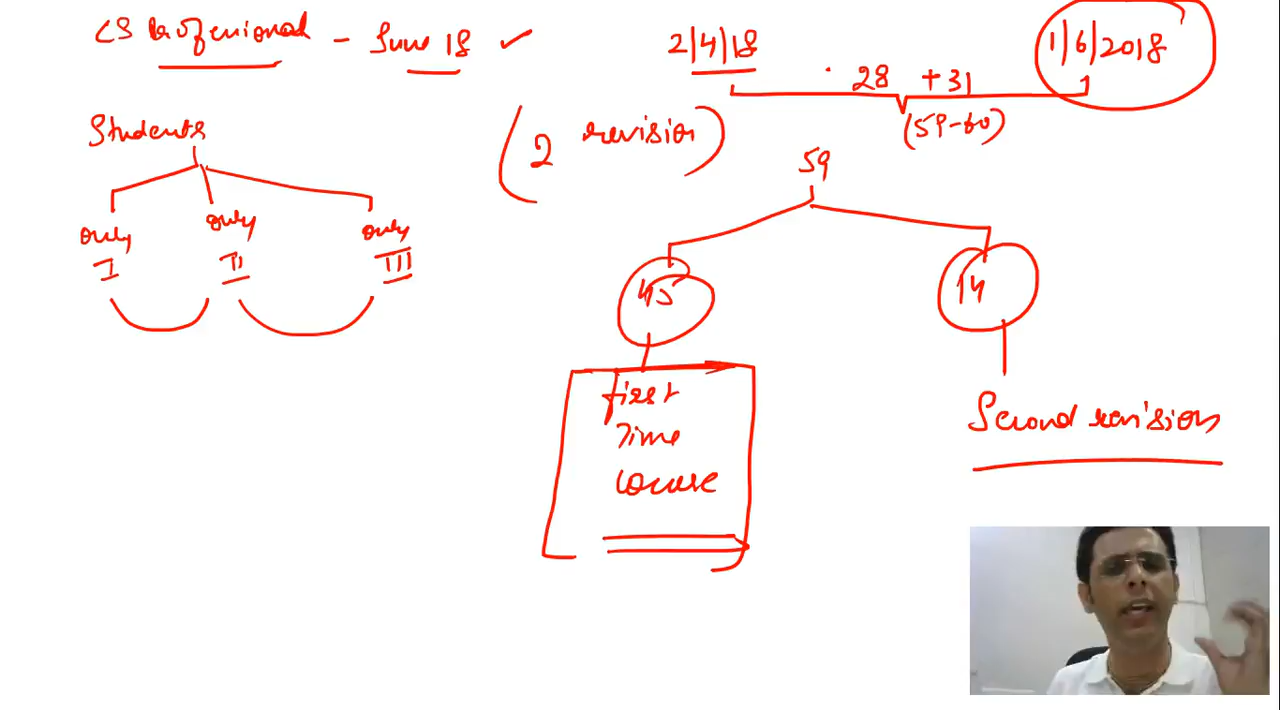 CS Professional - June 18 ✓
2/4/18
1/6/2018
28 +31
(59-60)
Students
(2 revision)
59
only
I
only
II
only
III
45
14
first
Time
course
Second revision